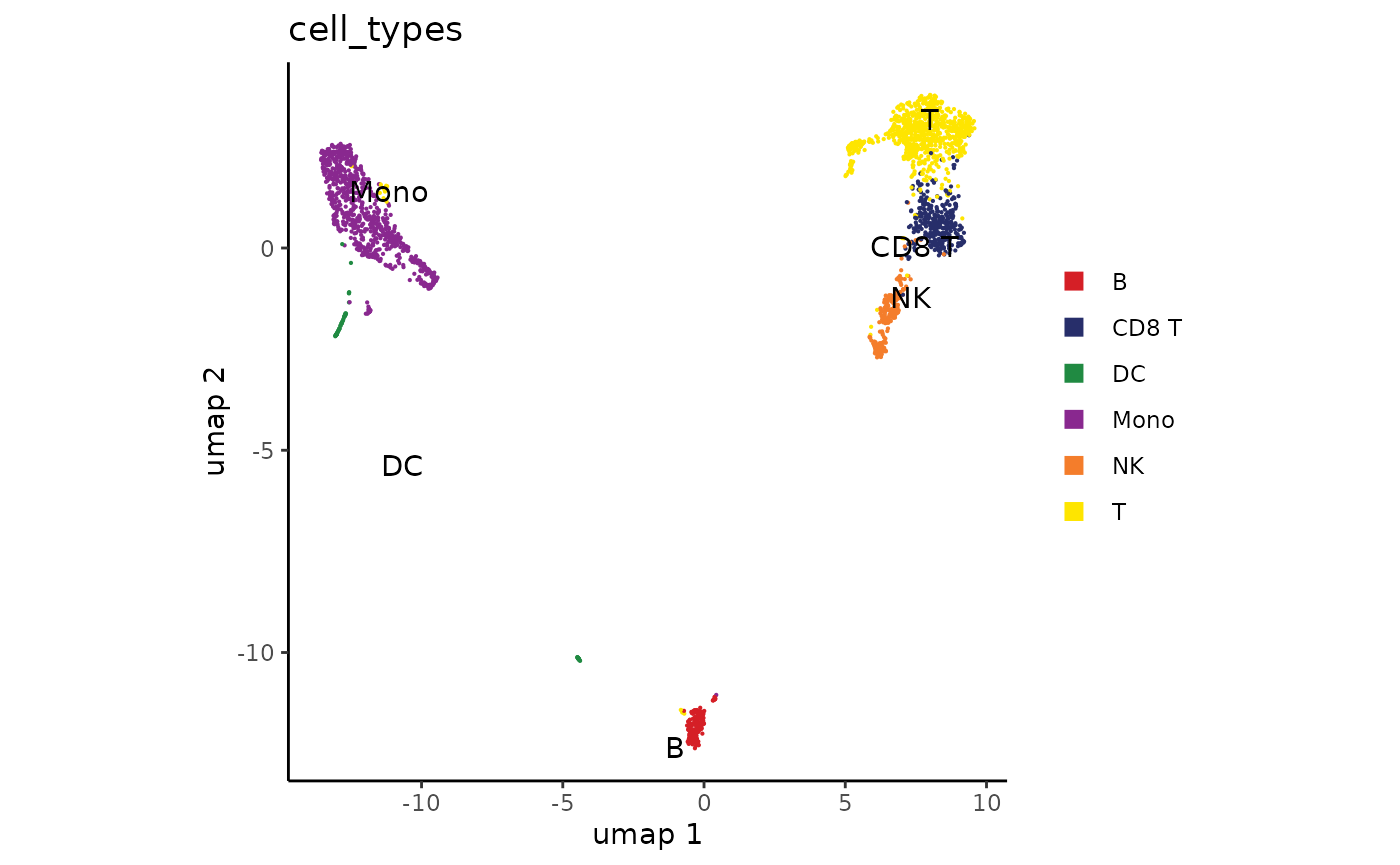 cell_types
T
Mono
CD8 T
0
NK
B
CD8 T
DC
Mono
NK
T
umap 2
-5
DC
-10
B
-10 -5 0 5 10
umap 1